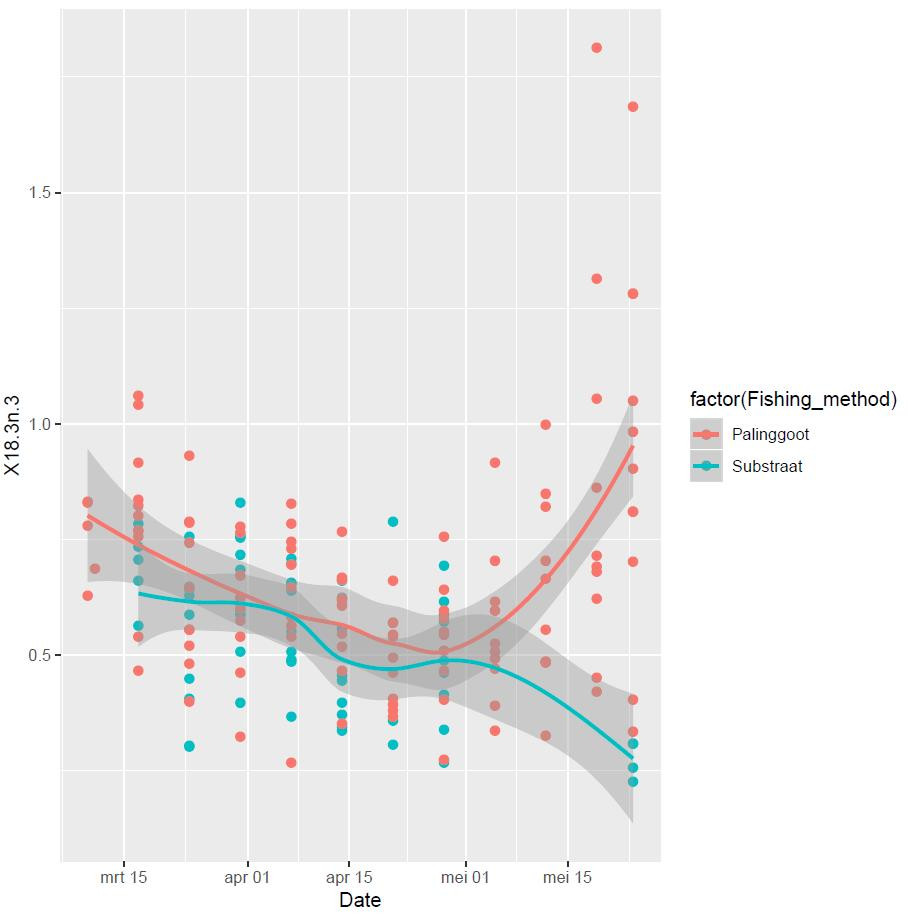 1.5
1.0
0.5
X18.3n.3
mrt 15
apr 01
apr 15
mei 01
mei 15
Date
factor(Fishing_method)
Palinggoot
Substraat